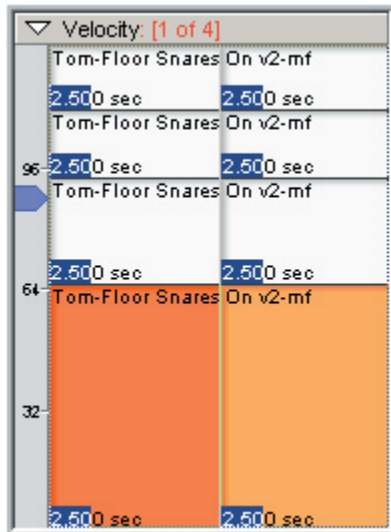 Velocity: [1 of 4]
Tom-Floor Snares On v2-mf
2.500 sec 2.500 sec
Tom-Floor Snares On v2-mf
96 2.500 sec 2.500 sec
Tom-Floor Snares On v2-mf
2.500 sec 2.500 sec
64 Tom-Floor Snares On v2-mf
32
2.500 sec 2.500 sec